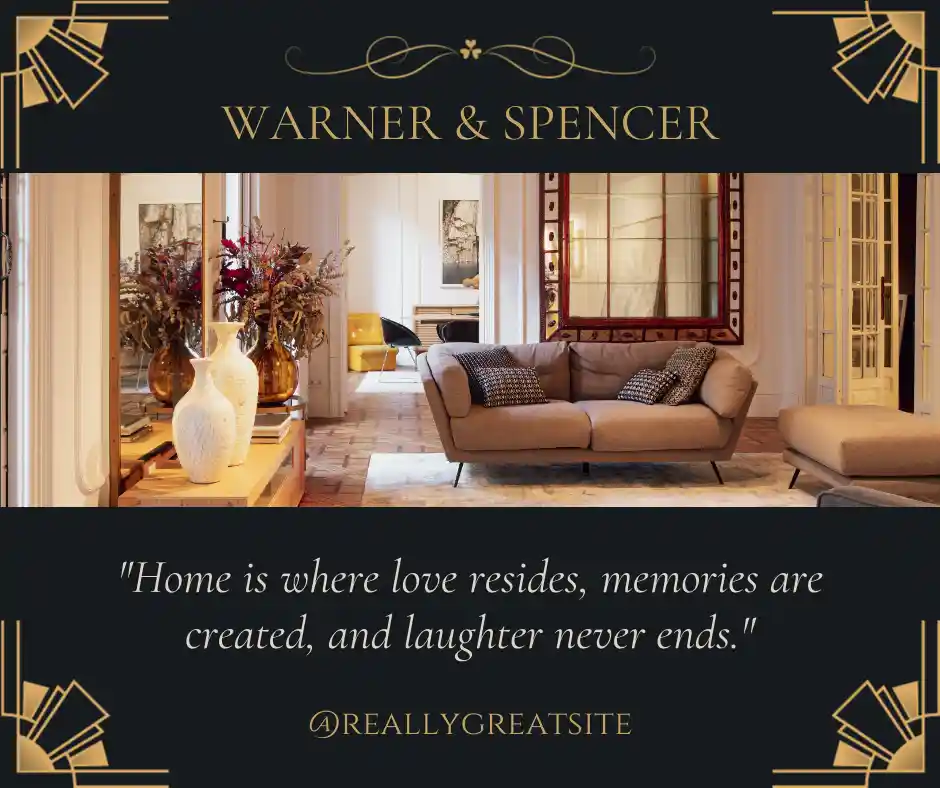 WARNER & SPENCER
"Home is where love resides, memories are
created, and laughter never ends."
@REALLYGREATSITE